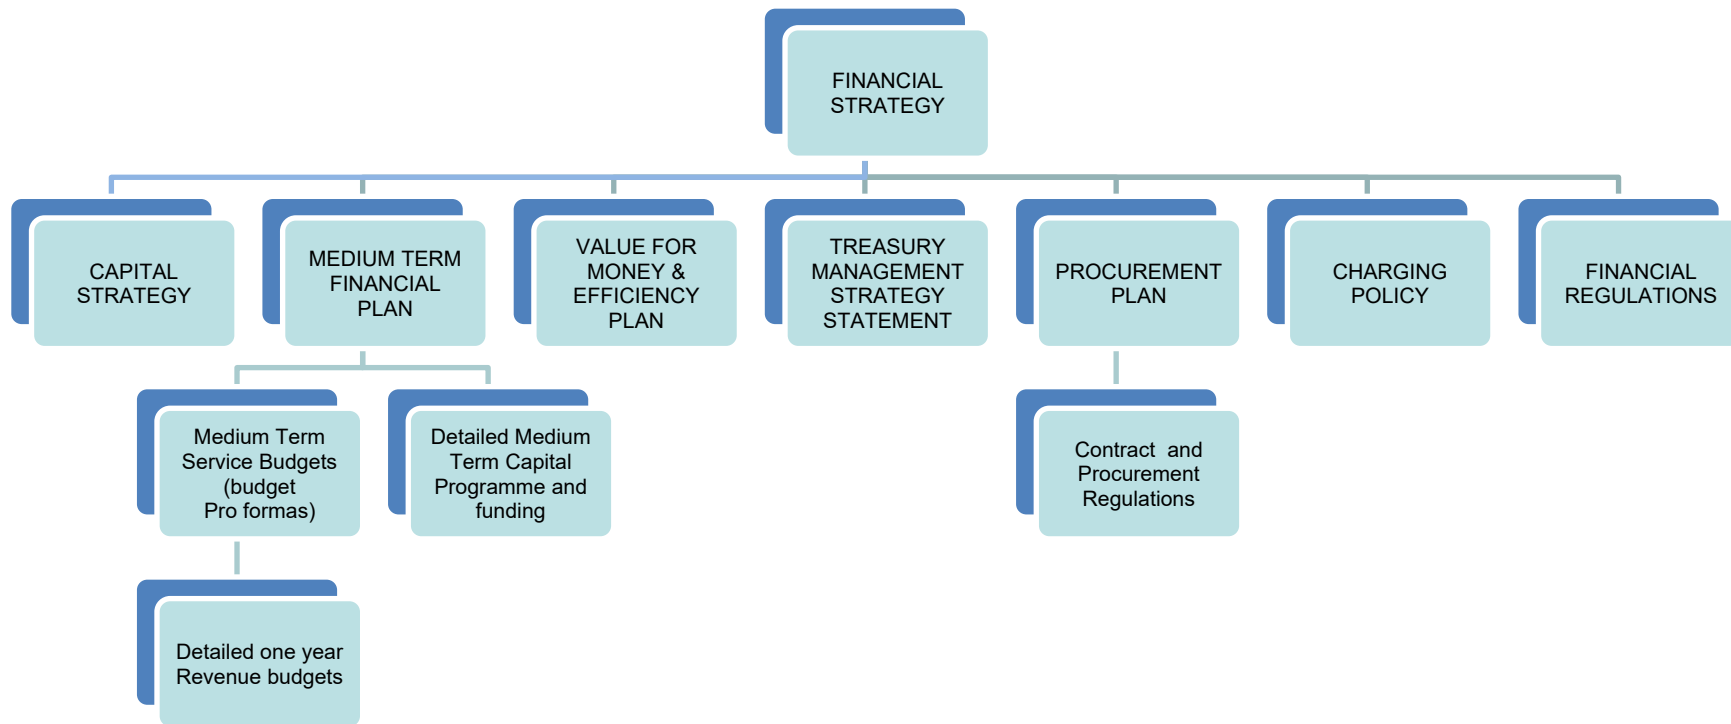 FINANCIAL
STRATEGY
CAPITAL
STRATEGY
MEDIUM TERM
FINANCIAL
PLAN
VALUE FOR
MONEY &
EFFICIENCY
PLAN
TREASURY
MANAGEMENT
STRATEGY
STATEMENT
PROCUREMENT
PLAN
CHARGING
POLICY
FINANCIAL
REGULATIONS
Medium Term
Service Budgets
(budget
Pro formas)
Detailed Medium
Term Capital
Programme and
funding
Contract  and
Procurement
Regulations
Detailed one year
Revenue budgets